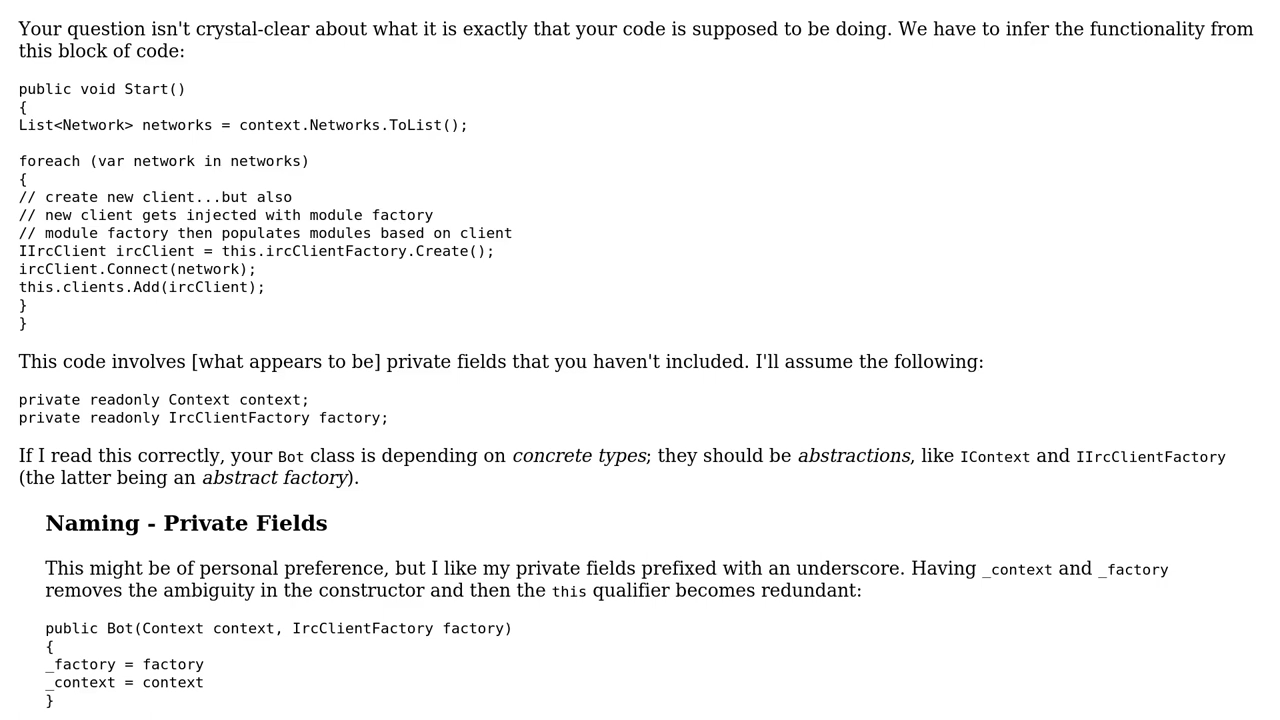 Your question isn't crystal-clear about what it is exactly that your code is supposed to be doing. We have to infer the functionality from
this block of code:
public void Start()
{
List<Network> networks = context.Networks.ToList();
foreach (var network in networks)
{
// create new client...but also
// new client gets injected with module factory
// module factory then populates modules based on client
IIrcClient ircClient = this.ircClientFactory.Create();
ircClient.Connect(network);
this.clients.Add(ircClient);
}
}
This code involves [what appears to be] private fields that you haven't included. I'll assume the following:
private readonly Context context;
private readonly IrcClientFactory factory;
If I read this correctly, your Bot class is depending on concrete types; they should be abstractions, like IContext and IIrcClientFactory
(the latter being an abstract factory).
Naming - Private Fields
This might be of personal preference, but I like my private fields prefixed with an underscore. Having _context and _factory
removes the ambiguity in the constructor and then the this qualifier becomes redundant:
public Bot(Context context, IrcClientFactory factory)
{
_factory = factory
_context = context
}